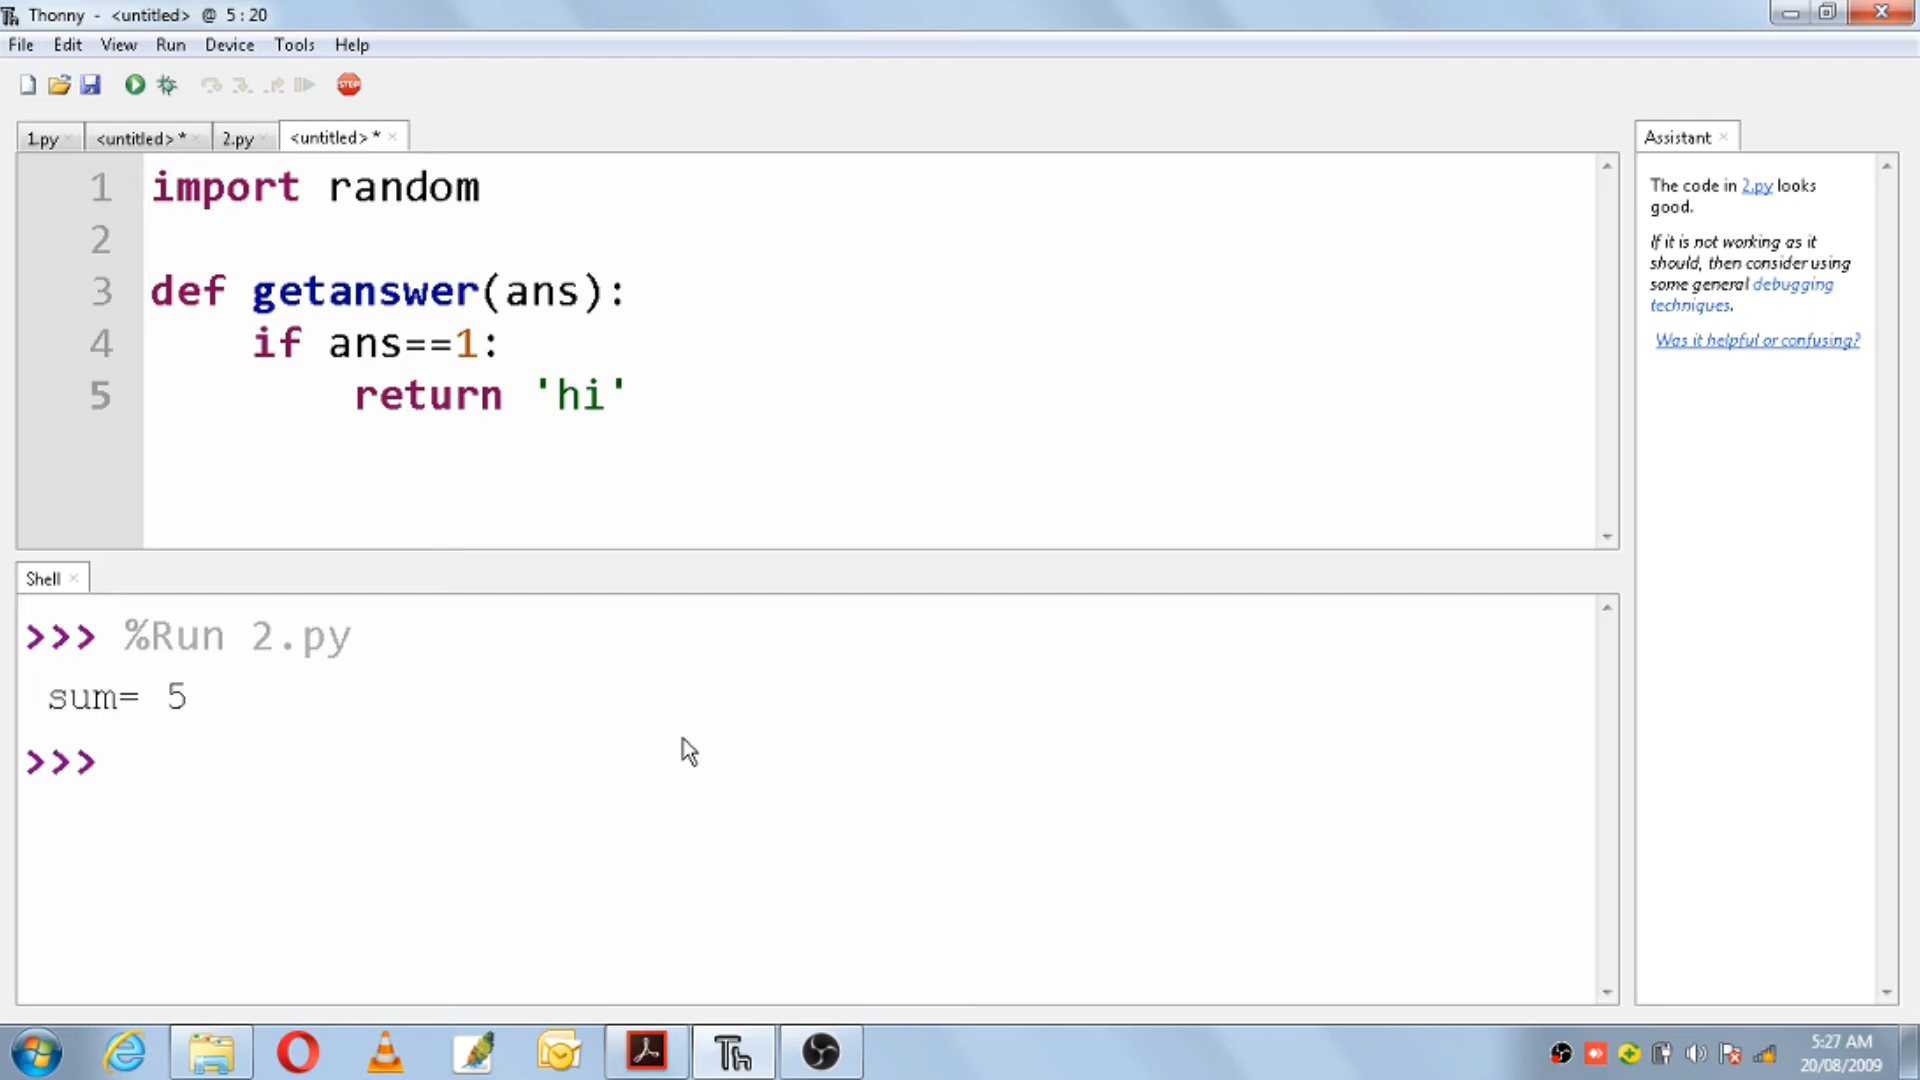 Thonny - <untitled> @ 5 : 20
File Edit View Run Device Tools Help
STOP
1.py <untitled> * 2.py <untitled> *
1 import random
2
3 def getanswer(ans):
4 if ans==1:
5 return 'hi'
Assistant
The code in 2.py looks
good.
If it is not working as it
should, then consider using
some general debugging
techniques.
Was it helpful or confusing?
Shell
>>> %Run 2.py
sum= 5
>>>
Th
5:27 AM
20/08/2009